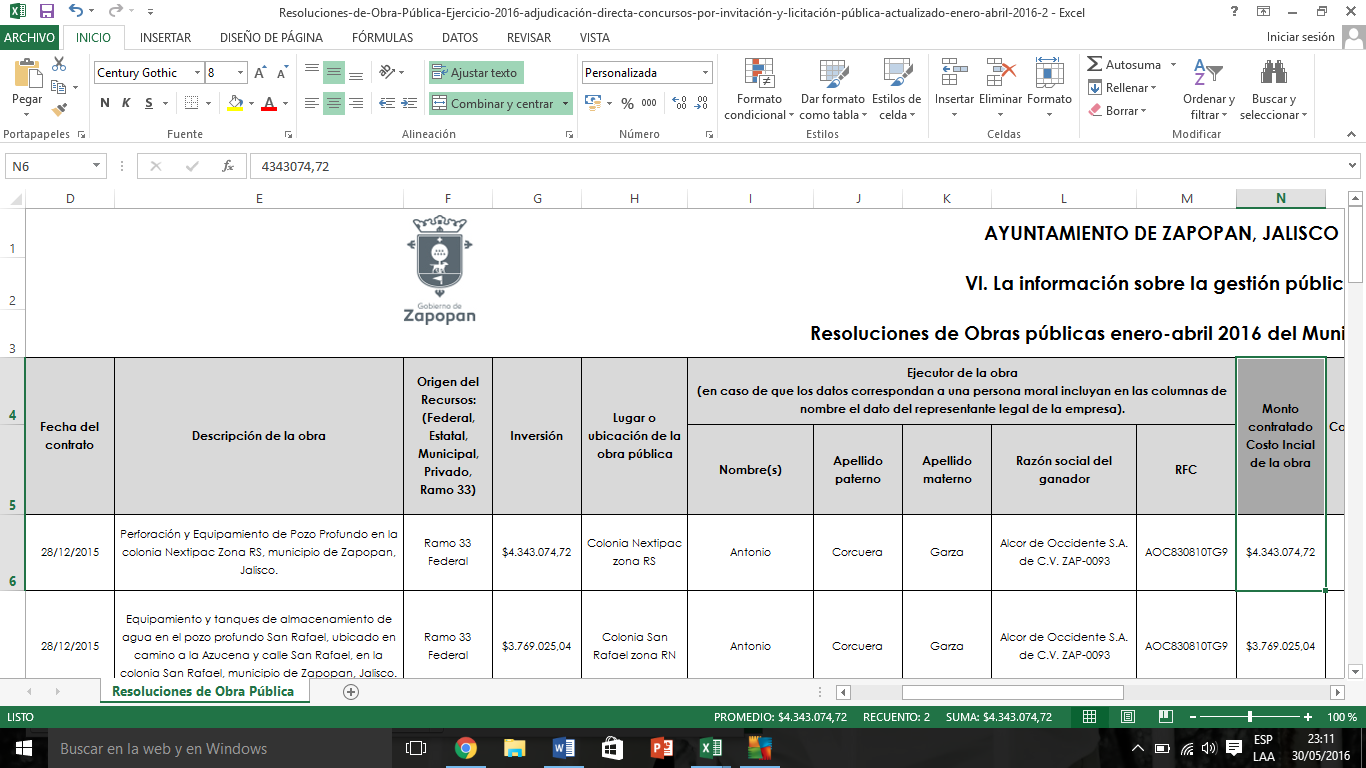 Resoluciones-de-Obra-Pública-Ejercicio-2016-adjudicación-directa-concursos-por-invitación-y-licitación-pública-actualizado-enero-abril-2016-2 - Excel
ARCHIVO INICIO INSERTAR DISEÑO DE PÁGINA FÓRMULAS DATOS REVISAR VISTA Iniciar sesión
Pegar
Portapapeles
Century Gothic 8
N K S
Fuente
Ajustar texto
Combinar y centrar
Alineación
Personalizada
% 000
Número
Formato condicional
Dar formato como tabla
Estilos de celda
Estilos
Insertar Eliminar Formato
Celdas
Autosuma
Rellenar
Borrar
Ordenar y filtrar
Buscar y seleccionar
Modificar
N6 fx 4343074,72
D E F G H I J K L M N
1
2
3
4
5
6
Gobierno de
Zapopan
AYUNTAMIENTO DE ZAPOPAN, JALISCO
VI. La información sobre la gestión públic
Resoluciones de Obras públicas enero-abril 2016 del Muni
Fecha del
contrato
Descripción de la obra
Origen del
Recursos:
(Federal,
Estatal,
Municipal,
Privado,
Ramo 33)
Inversión
Lugar o
ubicación de la
obra pública
Ejecutor de la obra
(en caso de que los datos correspondan a una persona moral incluyan en las columnas de
nombre el dato del representante legal de la empresa).
Nombre(s)
Apellido
paterno
Apellido
materno
Razón social del
ganador
RFC
Monto
contratado
Costo Incial
de la obra
Co
28/12/2015
Perforación y Equipamiento de Pozo Profundo en la
colonia Nextipac Zona RS, municipio de Zapopan,
Jalisco.
Ramo 33
Federal
$4.343.074,72
Colonia Nextipac
zona RS
Antonio
Corcuera
Garza
Alcor de Occidente S.A.
de C.V. ZAP-0093
AOC830810TG9
$4.343.074,72
28/12/2015
Equipamiento y tanques de almacenamiento de
agua en el pozo profundo San Rafael, ubicado en
camino a la Azucena y calle San Rafael, en la
colonia San Rafael, municipio de Zapopan, Jalisco.
Ramo 33
Federal
$3.769.025,04
Colonia San
Rafael zona RN
Antonio
Corcuera
Garza
Alcor de Occidente S.A.
de C.V. ZAP-0093
AOC830810TG9
$3.769.025,04
Resoluciones de Obra Pública
LISTO PROMEDIO: $4.343.074,72 RECUENTO: 2 SUMA: $4.343.074,72 100 %
Buscar en la web y en Windows
ESP
LAA
23:11
30/05/2016